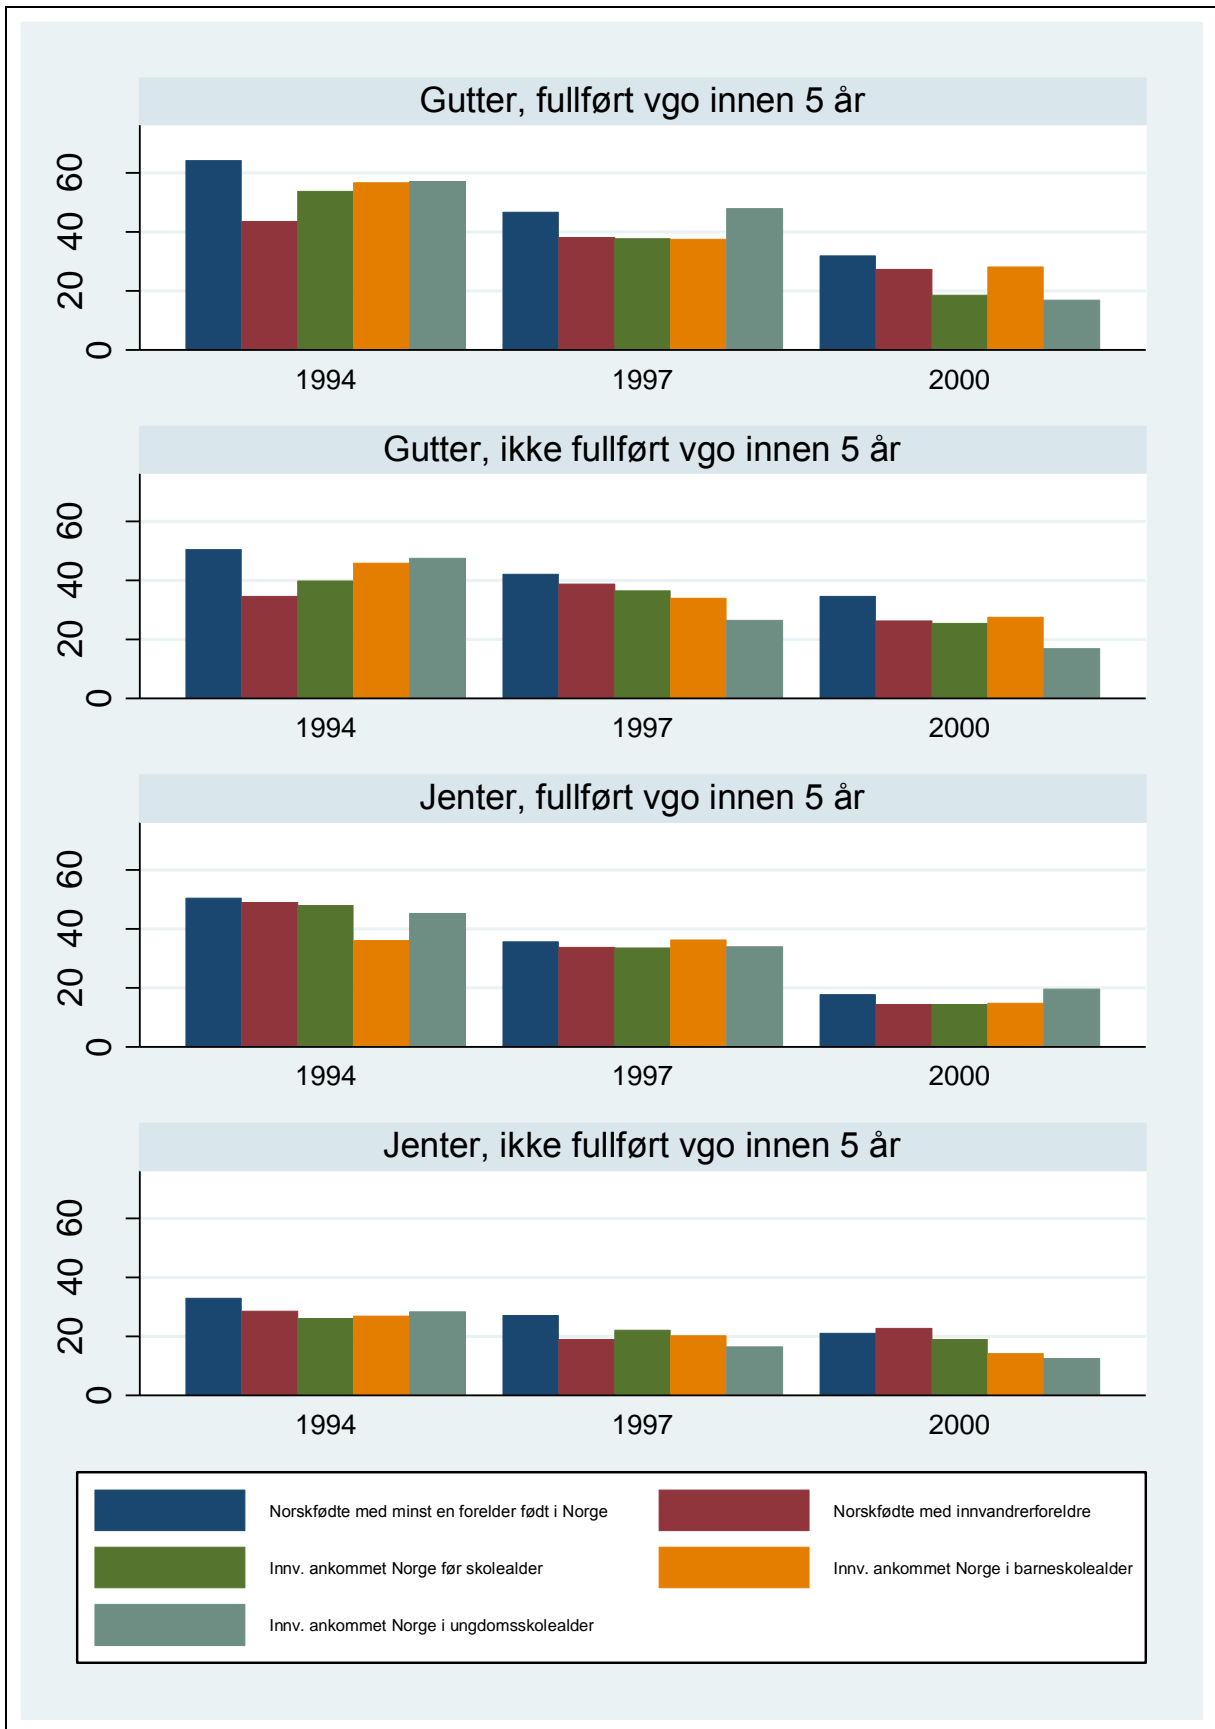 Gutter, fullført vgo innen 5 år
60
40
20
0
1994 1997 2000
Gutter, ikke fullført vgo innen 5 år
60
40
20
0
1994 1997 2000
Jenter, fullført vgo innen 5 år
60
40
20
0
1994 1997 2000
Jenter, ikke fullført vgo innen 5 år
60
40
20
0
1994 1997 2000
Norskfødte med minst en forelder født i Norge Norskfødte med innvandrerforeldre
Innv. ankommet Norge før skolealder Innv. ankommet Norge i barneskolealder
Innv. ankommet Norge i ungdomsskolealder